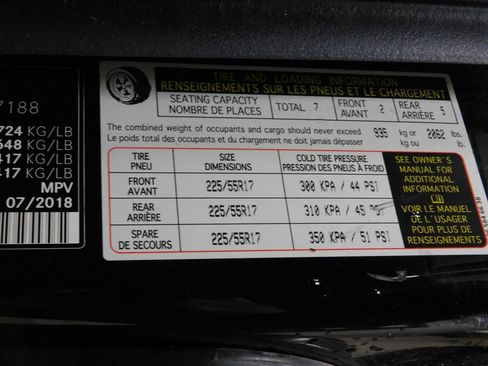 7188
724 KG/LB
648 KG/LB
417 KG/LB
417 KG/LB
MPV
07/2018
TIRE AND LOADING INFORMATION
RENSEIGNEMENTS SUR LES PNEUS ET LE CHARGEMENT
SEATING CAPACITY TOTAL 7 FRONT 2 REAR 5
NOMBRE DE PLACES AVANT ARRIÈRE
The combined weight of occupants and cargo should never exceed 935 kg or 2062 lbs.
Le poids total des occupants et du chargement ne doit jamais dépasser kg ou lb.
TIRE SIZE COLD TIRE PRESSURE
PNEU DIMENSIONS PRESSION DES PNEUS À FROID
FRONT
AVANT 225/55R17 300 KPA / 44 PSI
REAR
ARRIÈRE 225/55R17 310 KPA / 45 PSI
SPARE
DE SECOURS 225/55R17 350 KPA / 51 PSI
SEE OWNER'S
MANUAL FOR
ADDITIONAL
INFORMATION
VOIR LE MANUEL
DE L'USAGER
POUR PLUS DE
RENSEIGNEMENTS